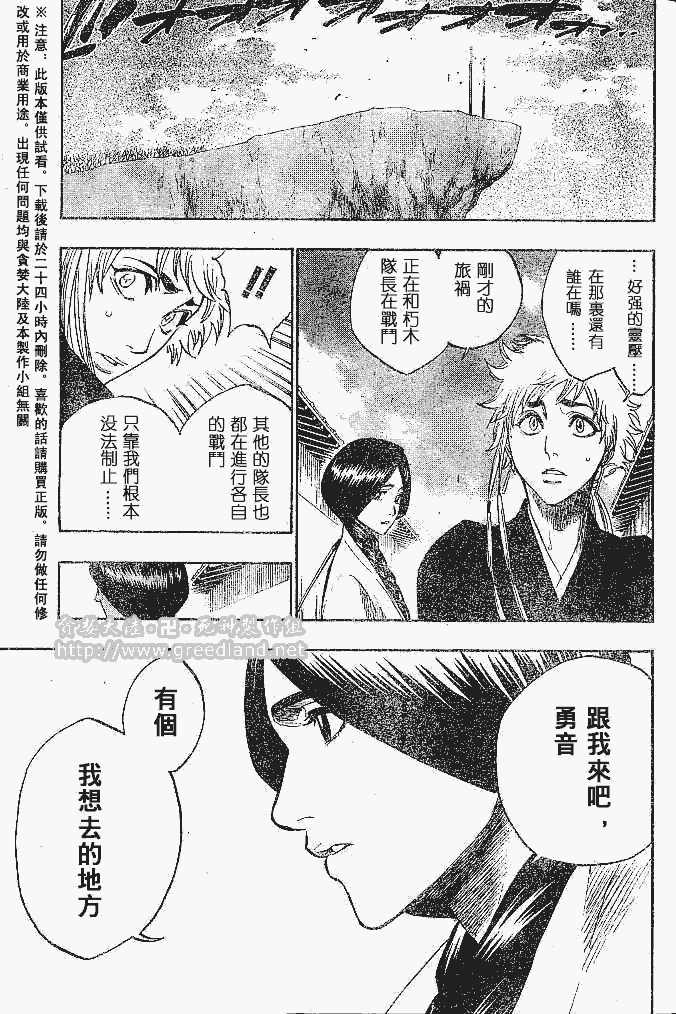 ※ 注意：此版本僅供試看。下載後請於二十四小時內刪除。喜歡的話請購買正版。請勿做任何修
改或用於商業用途。出現任何問題均與貪婪大陸及本製作小組無關
…好强的靈壓……
在那裏還有
誰在嗎……
剛才的
旅禍
正在和朽木
隊長在戰鬥
!!
其他的隊長也
都在進行各自
的戰鬥
只靠我們根本
没法制止……
貪婪大陸·卍·死神製作組
http://www.greedland.net
跟我來吧，
勇音
有個
我想去的地方